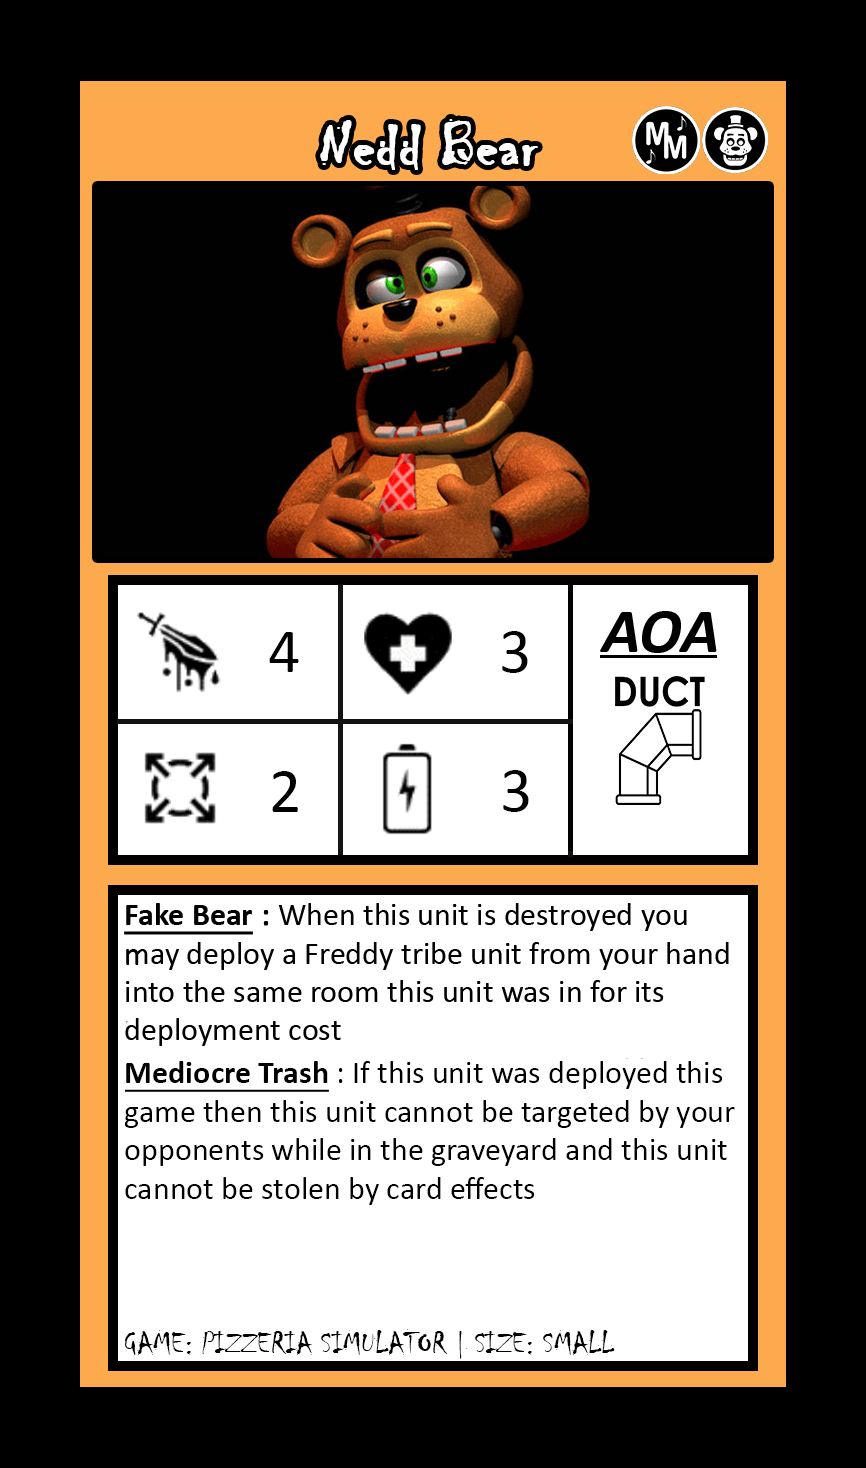 Nedd Bear
MM
4
3
AOA
DUCT
2
3
Fake Bear : When this unit is destroyed you
may deploy a Freddy tribe unit from your hand
into the same room this unit was in for its
deployment cost
Mediocre Trash : If this unit was deployed this
game then this unit cannot be targeted by your
opponents while in the graveyard and this unit
cannot be stolen by card effects
GAME: PIZZERIA SIMULATOR | SIZE: SMALL